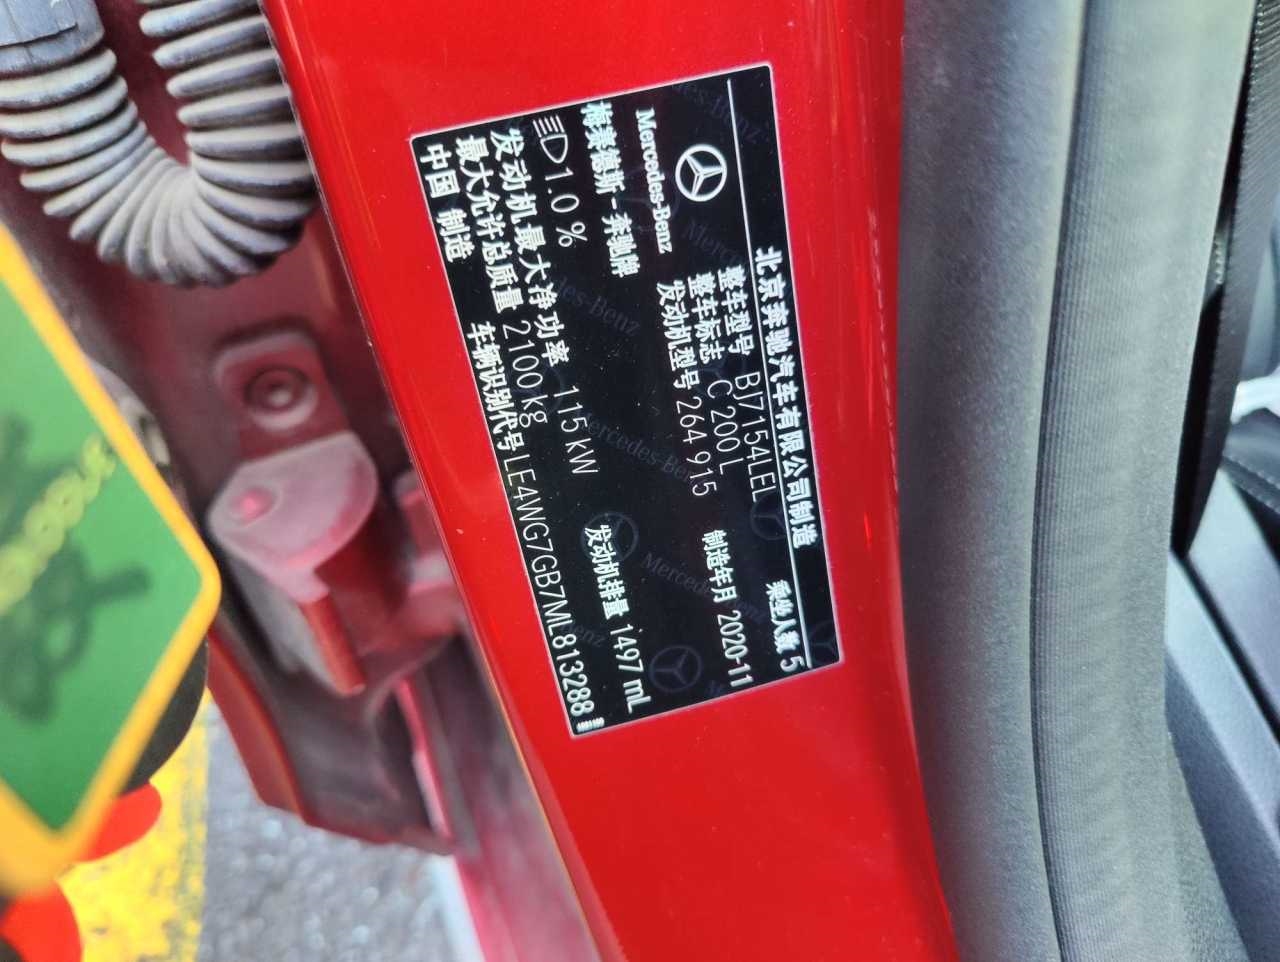 北京奔驰汽车有限公司制造
Mercedes-Benz
梅赛德斯-奔驰牌
整车型号 BJ7154LEL
乘坐人数 5
整车标志 C 200 L
发动机型号 264 915
制造年月 2020-11
1.0 %
发动机最大净功率 115 kW
发动机排量 1497 mL
最大允许总质量 2100 kg
中国 制造
车辆识别代号 LE4WG7GB7ML813288